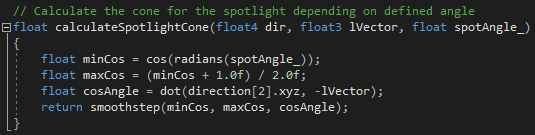 // Calculate the cone for the spotlight depending on defined angle
float calculateSpotlightCone(float4 dir, float3 lVector, float spotAngle_)
{
float minCos = cos(radians(spotAngle_));
float maxCos = (minCos + 1.0f) / 2.0f;
float cosAngle = dot(direction[2].xyz, -lVector);
return smoothstep(minCos, maxCos, cosAngle);
}